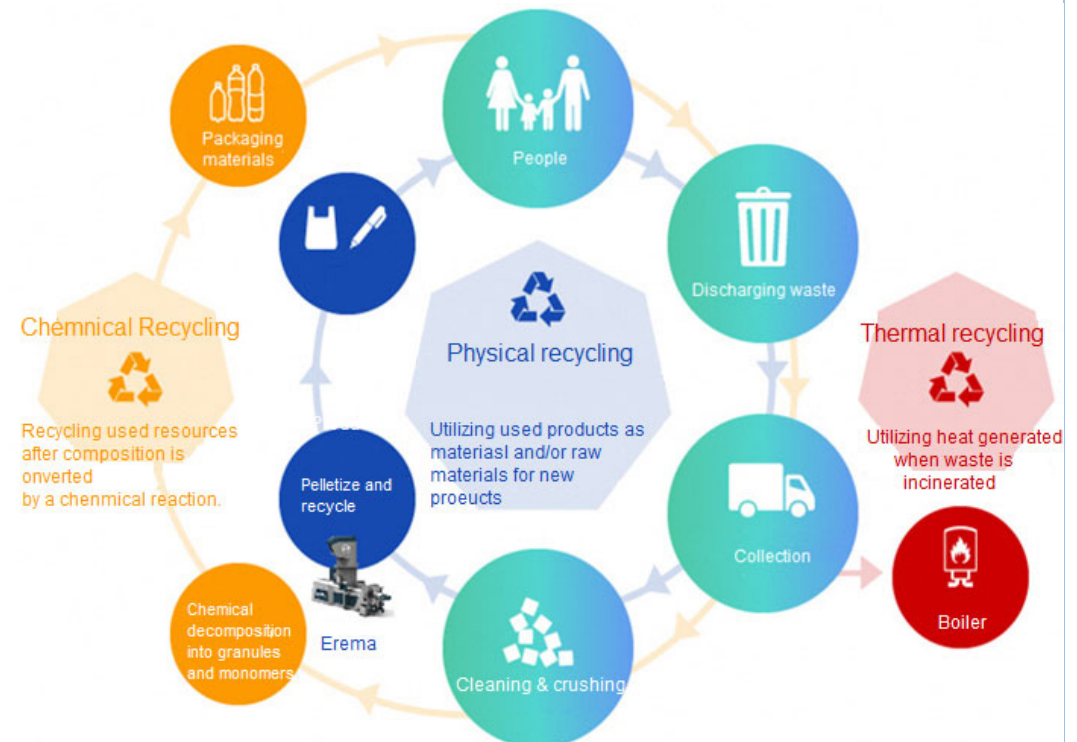 Packaging
materials
People
Discharging waste
Chemnical Recycling
Recycling used resources
after composition is
onverted
by a chenmical reaction.
Physical recycling
Utilizing used products as
materiasl and/or raw
materials for new
proeucts
Thermal recycling
Utilizing heat generated
when waste is
incinerated
Pelletize and
recycle
Erema
Collection
Boiler
Chemical
decomposition
into granules
and monomers
Cleaning & crushing